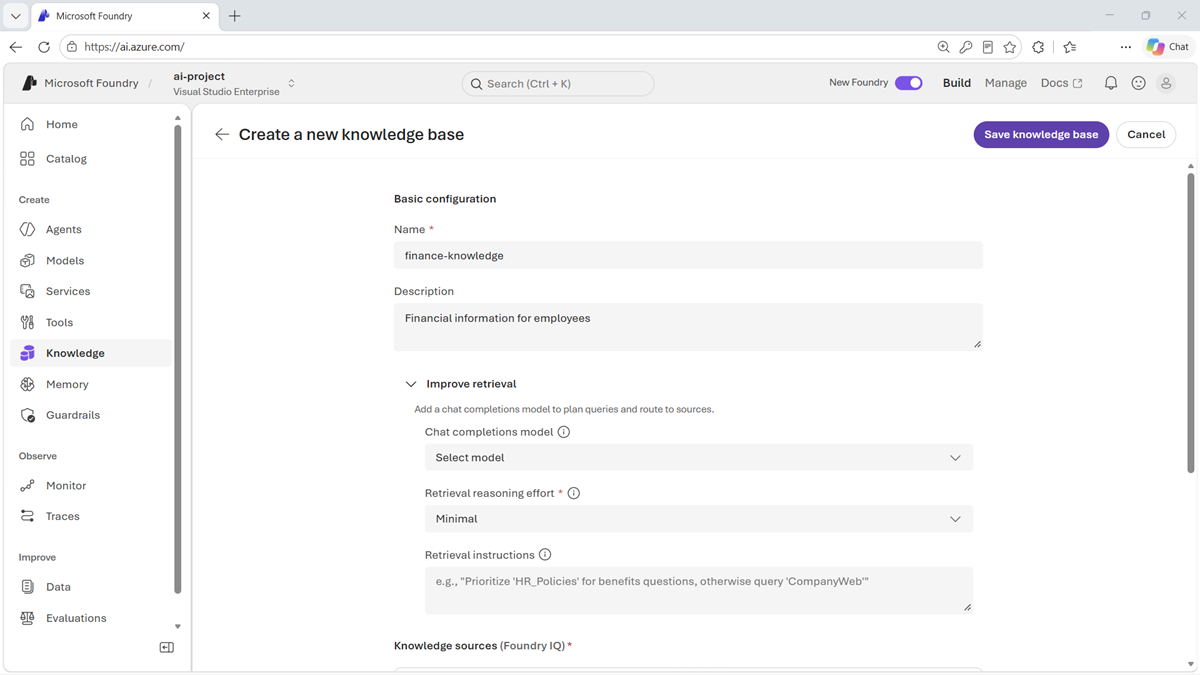 Microsoft Foundry
https://ai.azure.com/
Chat
Microsoft Foundry / ai-project
Visual Studio Enterprise
Search (Ctrl + K)
New Foundry
Build
Manage
Docs
Home
Catalog
Create
Agents
Models
Services
Tools
Knowledge
Memory
Guardrails
Observe
Monitor
Traces
Improve
Data
Evaluations
Create a new knowledge base
Save knowledge base
Cancel
Basic configuration
Name *
finance-knowledge
Description
Financial information for employees
Improve retrieval
Add a chat completions model to plan queries and route to sources.
Chat completions model
Select model
Retrieval reasoning effort *
Minimal
Retrieval instructions
e.g., "Prioritize 'HR_Policies' for benefits questions, otherwise query 'CompanyWeb'"
Knowledge sources (Foundry IQ) *